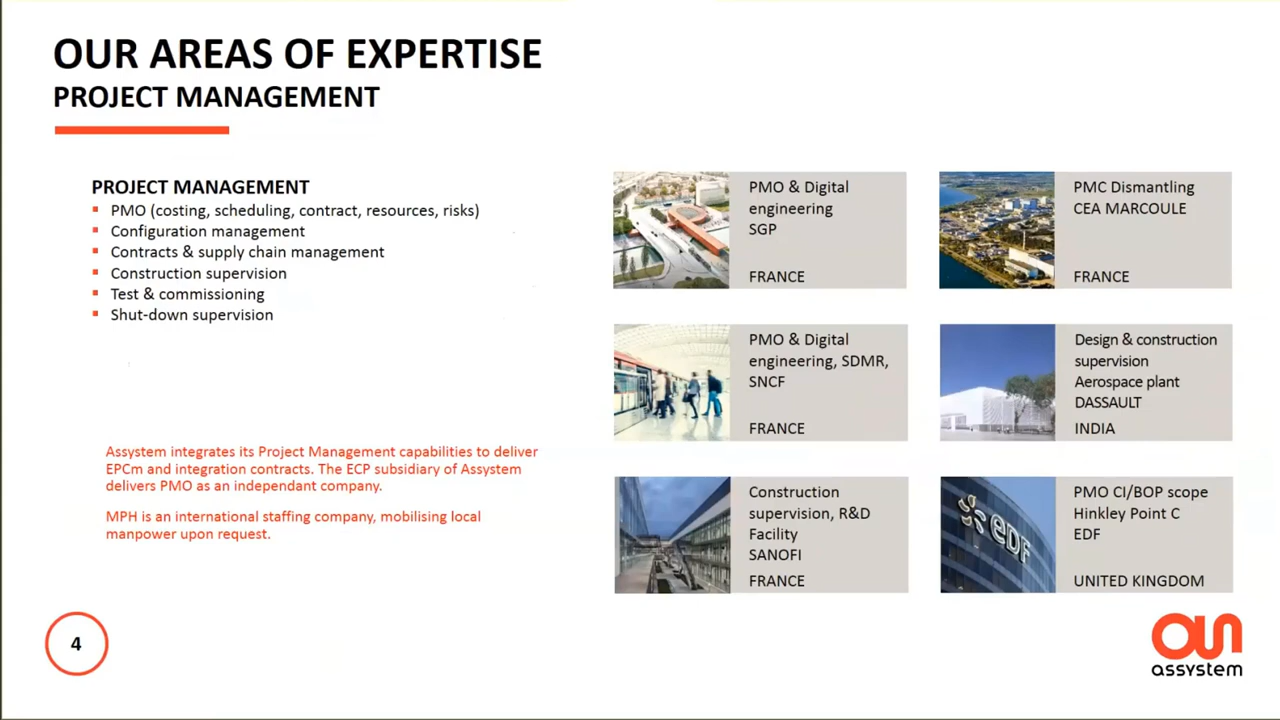 OUR AREAS OF EXPERTISE
PROJECT MANAGEMENT
PROJECT MANAGEMENT
PMO (costing, scheduling, contract, resources, risks)
Configuration management
Contracts & supply chain management
Construction supervision
Test & commissioning
Shut-down supervision
Assystem integrates its Project Management capabilities to deliver
EPCm and integration contracts. The ECP subsidiary of Assystem
delivers PMO as an independant company.
MPH is an international staffing company, mobilising local
manpower upon request.
PMO & Digital
engineering
SGP
FRANCE
PMC Dismantling
CEA MARCOULE
FRANCE
PMO & Digital
engineering, SDMR,
SNCF
FRANCE
Design & construction
supervision
Aerospace plant
DASSAULT
INDIA
Construction
supervision, R&D
Facility
SANOFI
FRANCE
eDF
PMO CI/BOP scope
Hinkley Point C
EDF
UNITED KINGDOM
4
assystem